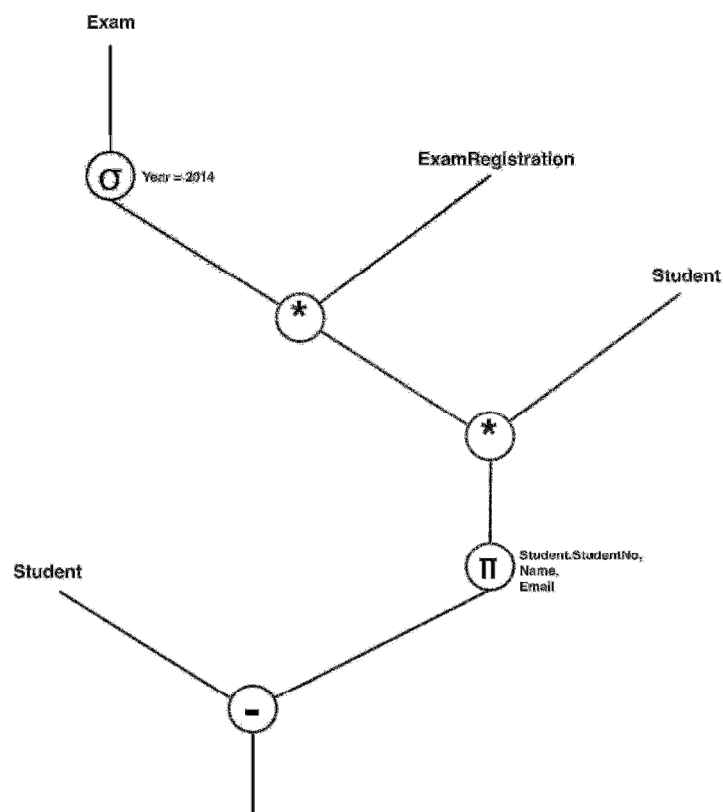 Exam
σ Year = 2014
ExamRegistration
Student
*
*
Student
π Student.StudentNo,
Name,
Email
-